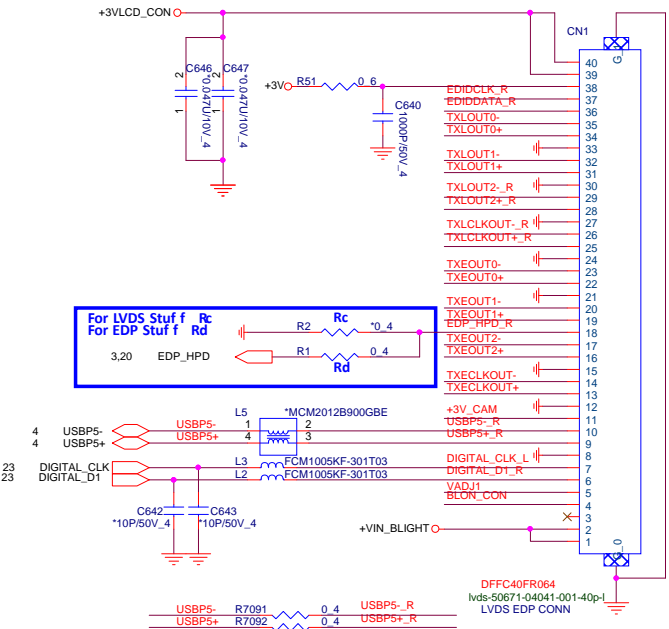 +3VLCD_CON
CN1
C646
C647
2
2
*0.047U/10V_4
*0.047U/10V_4
1
1
+3V
R51
0_6
C640
1000P/50V_4
G_1
40
39
38
EDIDCLK_R
37
EDIDDATA_R
36
TXLOUT0-
35
TXLOUT0+
34
33
TXLOUT1-
32
TXLOUT1+
31
30
TXLOUT2-_R
29
TXLOUT2+_R
28
27
TXLCLKOUT-_R
26
TXLCLKOUT+_R
25
24
TXEOUT0-
23
TXEOUT0+
22
21
TXEOUT1-
20
TXEOUT1+
19
EDP_HPD_R
18
TXEOUT2-
17
TXEOUT2+
16
15
TXECLKOUT-
14
TXECLKOUT+
13
12
+3V_CAM
11
USBP5-_R
10
USBP5+_R
9
8
DIGITAL_CLK_L
7
DIGITAL_D1_R
6
VADJ1
5
BLON_CON
4
3
2
1
G_0
For LVDS Stuff Rc
For EDP Stuff Rd
Rc
R2
*0_4
3,20
EDP_HPD
R1
0_4
Rd
L5
*MCM2012B900GBE
4
USBP5-
USBP5-
1
2
4
USBP5+
USBP5+
4
3
23
DIGITAL_CLK
L3
FCM1005KF-301T03
23
DIGITAL_D1
L2
FCM1005KF-301T03
C642
C643
*10P/50V_4
*10P/50V_4
+VIN_BLIGHT
DFFC40FR064
lvds-50671-04041-001-40p-l
LVDS EDP CONN
USBP5-
R7091
0_4
USBP5-_R
USBP5+
R7092
0_4
USBP5+_R